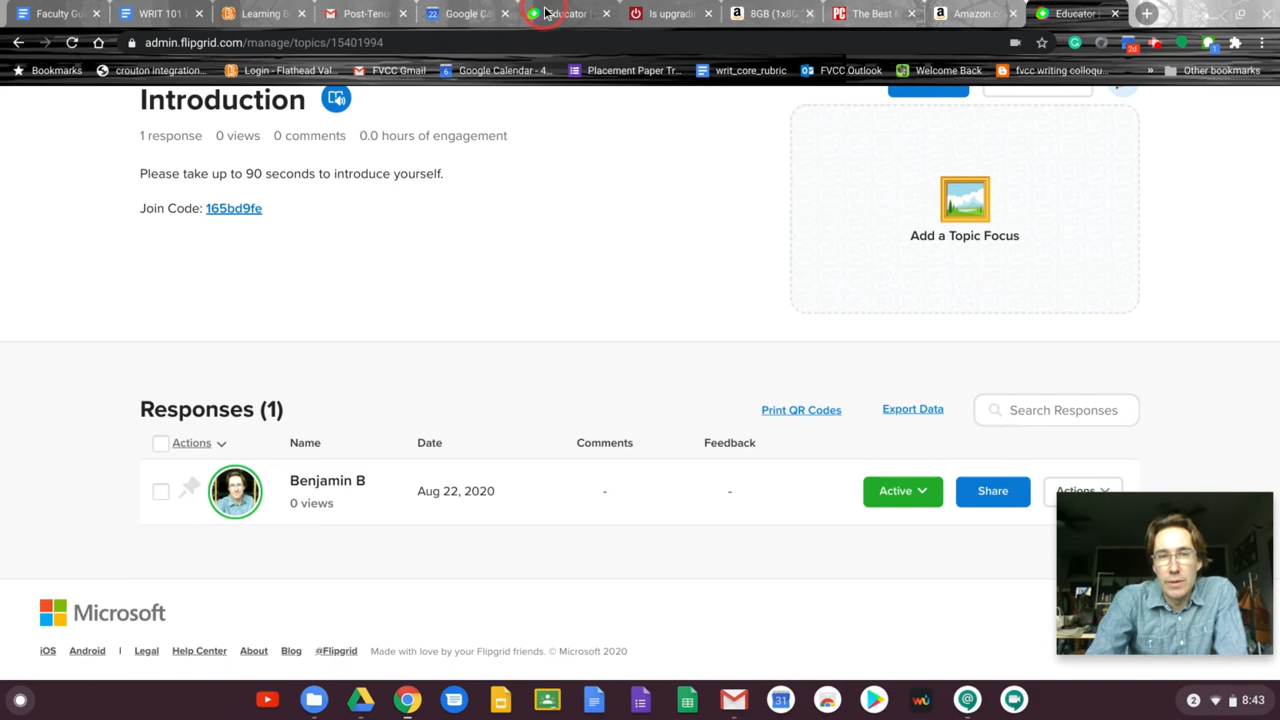 Faculty Gu
WRIT 101
Learning E
Post-Term
Google C
Educator
Is upgradi
8GB (1x8G
The Best M
Amazon.c
Educator
admin.flipgrid.com/manage/topics/15401994
2d
1
Bookmarks
crouton integration...
Login - Flathead Val...
FVCC Gmail
Google Calendar - 4...
Placement Paper Tr...
writ_core_rubric
FVCC Outlook
Welcome Back
fvcc writing colloqu...
»
Other bookmarks
Introduction
1 response 0 views 0 comments 0.0 hours of engagement
Please take up to 90 seconds to introduce yourself.
Join Code: 165bd9fe
Add a Topic Focus
Responses (1)
Print QR Codes
Export Data
Search Responses
Actions
Name
Date
Comments
Feedback
Benjamin B
0 views
Aug 22, 2020
-
-
Active
Share
Actions
Microsoft
iOS Android | Legal Help Center About Blog @Flipgrid Made with love by your Flipgrid friends. © Microsoft 2020
2
8:43